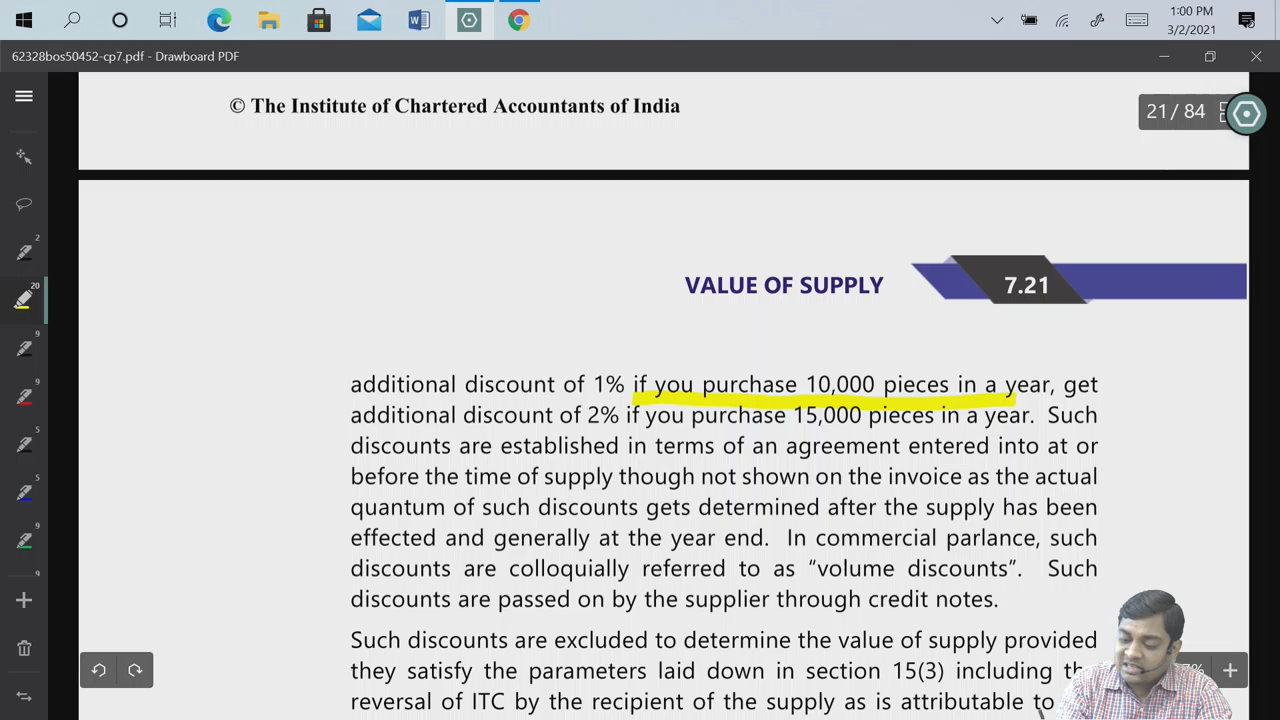 1:00 PM
3/2/2021
62328bos50452-cp7.pdf - Drawboard PDF
© The Institute of Chartered Accountants of India
21 / 84
VALUE OF SUPPLY
7.21
additional discount of 1% if you purchase 10,000 pieces in a year, get
additional discount of 2% if you purchase 15,000 pieces in a year. Such
discounts are established in terms of an agreement entered into at or
before the time of supply though not shown on the invoice as the actual
quantum of such discounts gets determined after the supply has been
effected and generally at the year end. In commercial parlance, such
discounts are colloquially referred to as “volume discounts”. Such
discounts are passed on by the supplier through credit notes.
Such discounts are excluded to determine the value of supply provided
they satisfy the parameters laid down in section 15(3) including
reversal of ITC by the recipient of the supply as is attributable to
2
20
9
9
5
5
9
9